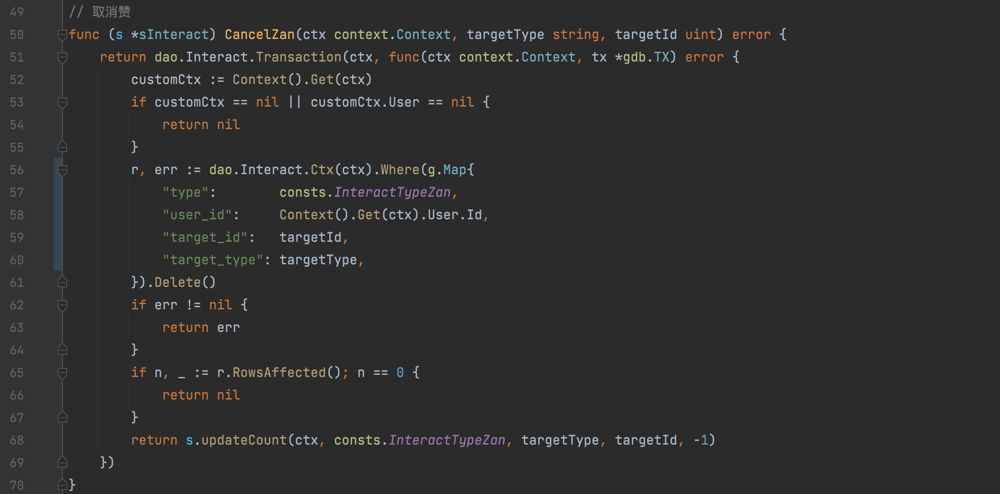 49 // 取消赞
50 func (s *sInteract) CancelZan(ctx context.Context, targetType string, targetId uint) error {
51     return dao.Interact.Transaction(ctx, func(ctx context.Context, tx *gdb.TX) error {
52         customCtx := Context().Get(ctx)
53         if customCtx == nil || customCtx.User == nil {
54             return nil
55         }
56         r, err := dao.Interact.Ctx(ctx).Where(g.Map{
57             "type":        consts.InteractTypeZan,
58             "user_id":     Context().Get(ctx).User.Id,
59             "target_id":   targetId,
60             "target_type": targetType,
61         }).Delete()
62         if err != nil {
63             return err
64         }
65         if n, _ := r.RowsAffected(); n == 0 {
66             return nil
67         }
68         return s.updateCount(ctx, consts.InteractTypeZan, targetType, targetId, -1)
69     })
70 }